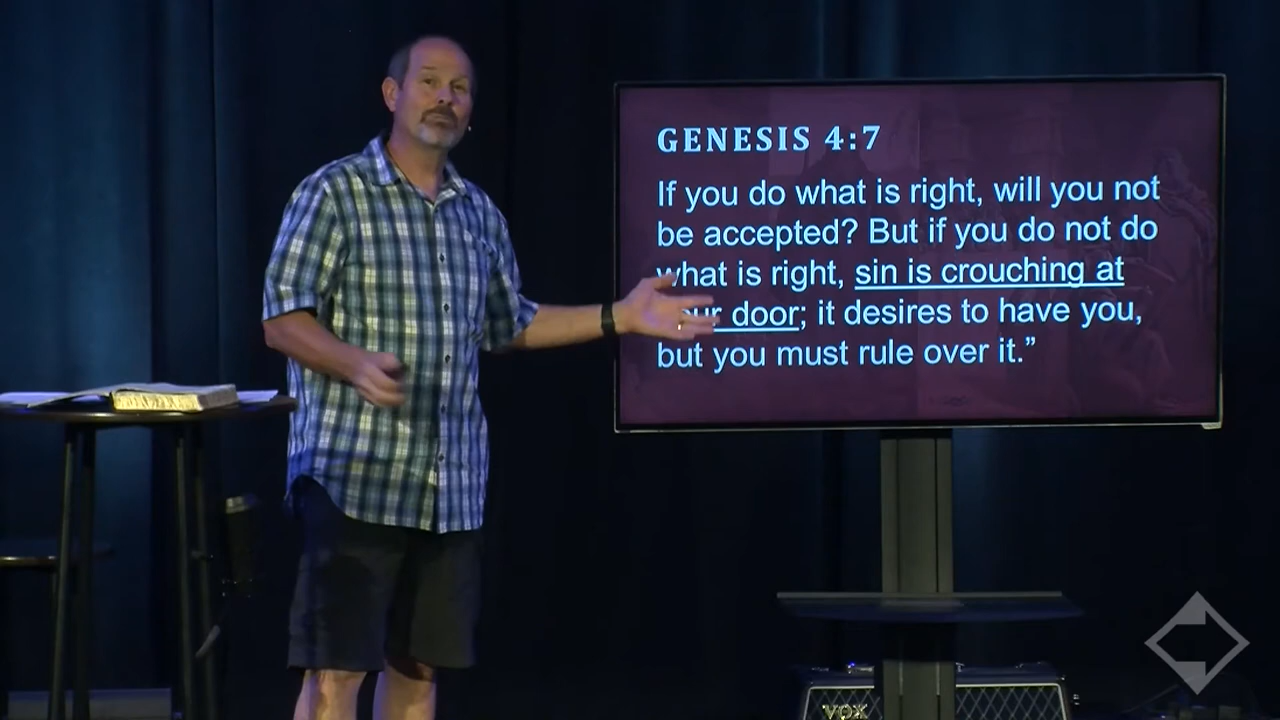 GENESIS 4:7
If you do what is right, will you not
be accepted? But if you do not do
what is right, sin is crouching at
ur door; it desires to have you,
but you must rule over it.”
VOX